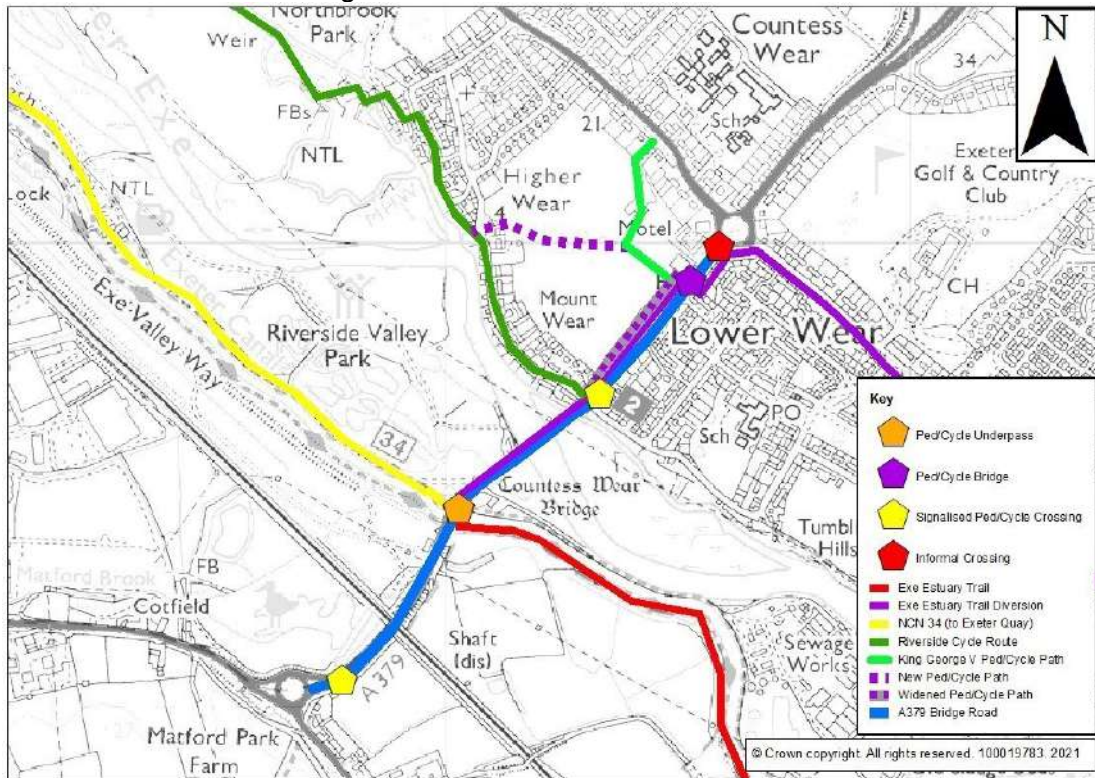 Northbrook
Park
Weir
Countess
Wear
N
34
FBs
21
Sch
NTL
Exeter
Golf & Country
Club
Higher
Wear
4
NTL
Lock
Motel
CH
Mount
Wear
Exe Valley Way
Riverside Valley
Park
Lower Wear
2
PO
Sch
34
Countess Wear
Bridge
Tumbl
Hills
FB
Matford Brook
Cotfield
Shaft
(dis)
A 379
Sewage
Works
Matford Park
Farm
Key
Ped/Cycle Underpass
Ped/Cycle Bridge
Signalised Ped/Cycle Crossing
Informal Crossing
Exe Estuary Trail
Exe Estuary Trail Diversion
NCN 34 (to Exeter Quay)
Riverside Cycle Route
King George V Ped/Cycle Path
New Ped/Cycle Path
Widened Ped/Cycle Path
A379 Bridge Road
© Crown copyright. All rights reserved. 100019783. 2021